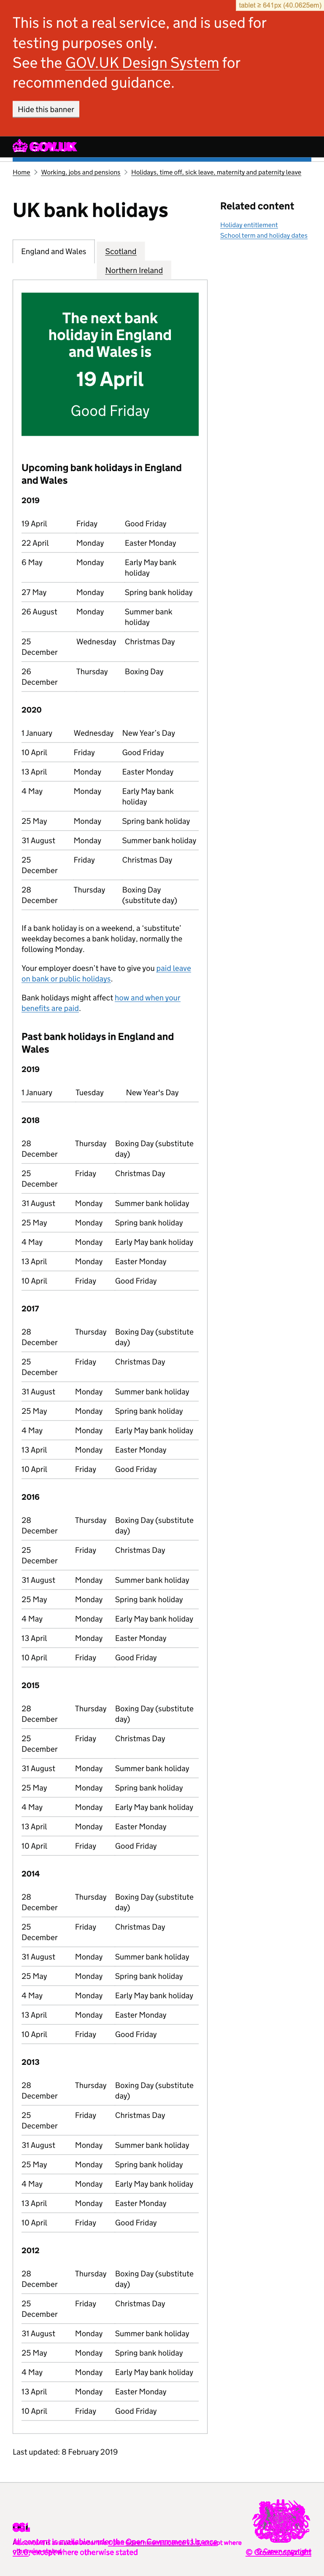 tablet ≥ 641px (40.0625em)
This is not a real service, and is used for
testing purposes only.
See the GOV.UK Design System for
recommended guidance.
Hide this banner
GOV.UK
Home > Working, jobs and pensions > Holidays, time off, sick leave, maternity and paternity leave
UK bank holidays
England and Wales
Scotland
Northern Ireland
Related content
Holiday entitlement
School term and holiday dates
The next bank
holiday in England
and Wales is
19 April
Good Friday
Upcoming bank holidays in England
and Wales
2019
19 April Friday Good Friday
22 April Monday Easter Monday
6 May Monday Early May bank
holiday
27 May Monday Spring bank holiday
26 August Monday Summer bank
holiday
25 Wednesday Christmas Day
December
26 Thursday Boxing Day
December
2020
1 January Wednesday New Year's Day
10 April Friday Good Friday
13 April Monday Easter Monday
4 May Monday Early May bank
holiday
25 May Monday Spring bank holiday
31 August Monday Summer bank holiday
25 Friday Christmas Day
December
28 Thursday Boxing Day
December (substitute day)
If a bank holiday is on a weekend, a 'substitute'
weekday becomes a bank holiday, normally the
following Monday.
Your employer doesn't have to give you paid leave
on bank or public holidays.
Bank holidays might affect how and when your
benefits are paid.
Past bank holidays in England and
Wales
2019
1 January Tuesday New Year's Day
2018
28 Thursday Boxing Day (substitute
December day)
25 Friday Christmas Day
December
31 August Monday Summer bank holiday
25 May Monday Spring bank holiday
4 May Monday Early May bank holiday
13 April Monday Easter Monday
10 April Friday Good Friday
2017
28 Thursday Boxing Day (substitute
December day)
25 Friday Christmas Day
December
31 August Monday Summer bank holiday
25 May Monday Spring bank holiday
4 May Monday Early May bank holiday
13 April Monday Easter Monday
10 April Friday Good Friday
2016
28 Thursday Boxing Day (substitute
December day)
25 Friday Christmas Day
December
31 August Monday Summer bank holiday
25 May Monday Spring bank holiday
4 May Monday Early May bank holiday
13 April Monday Easter Monday
10 April Friday Good Friday
2015
28 Thursday Boxing Day (substitute
December day)
25 Friday Christmas Day
December
31 August Monday Summer bank holiday
25 May Monday Spring bank holiday
4 May Monday Early May bank holiday
13 April Monday Easter Monday
10 April Friday Good Friday
2014
28 Thursday Boxing Day (substitute
December day)
25 Friday Christmas Day
December
31 August Monday Summer bank holiday
25 May Monday Spring bank holiday
4 May Monday Early May bank holiday
13 April Monday Easter Monday
10 April Friday Good Friday
2013
28 Thursday Boxing Day (substitute
December day)
25 Friday Christmas Day
December
31 August Monday Summer bank holiday
25 May Monday Spring bank holiday
4 May Monday Early May bank holiday
13 April Monday Easter Monday
10 April Friday Good Friday
2012
28 Thursday Boxing Day (substitute
December day)
25 Friday Christmas Day
December
31 August Monday Summer bank holiday
25 May Monday Spring bank holiday
4 May Monday Early May bank holiday
13 April Monday Easter Monday
10 April Friday Good Friday
Last updated: 8 February 2019
OGL
All content is available under the Open Government Licence
v3.0, except where otherwise stated
© Crown copyright